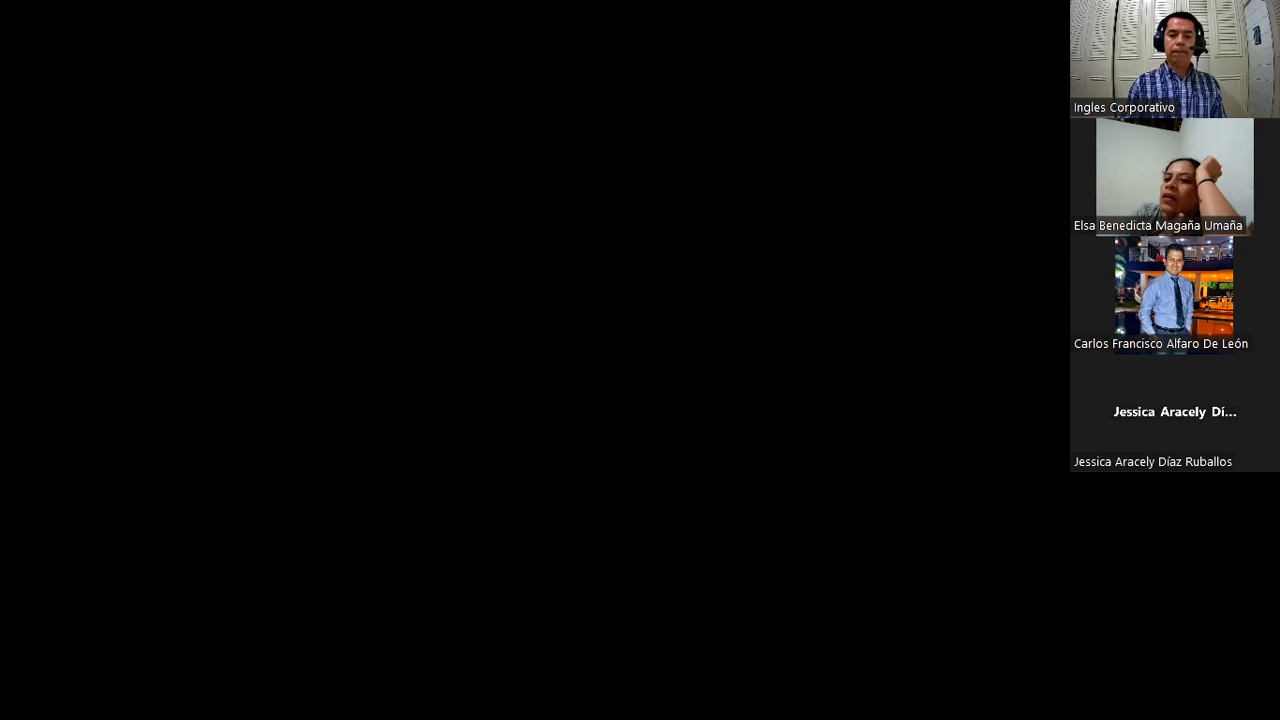 Ingles Corporativo
Elsa Benedicta Magaña Umaña
Carlos Francisco Alfaro De León
Jessica Aracely Dí...
Jessica Aracely Díaz Ruballos